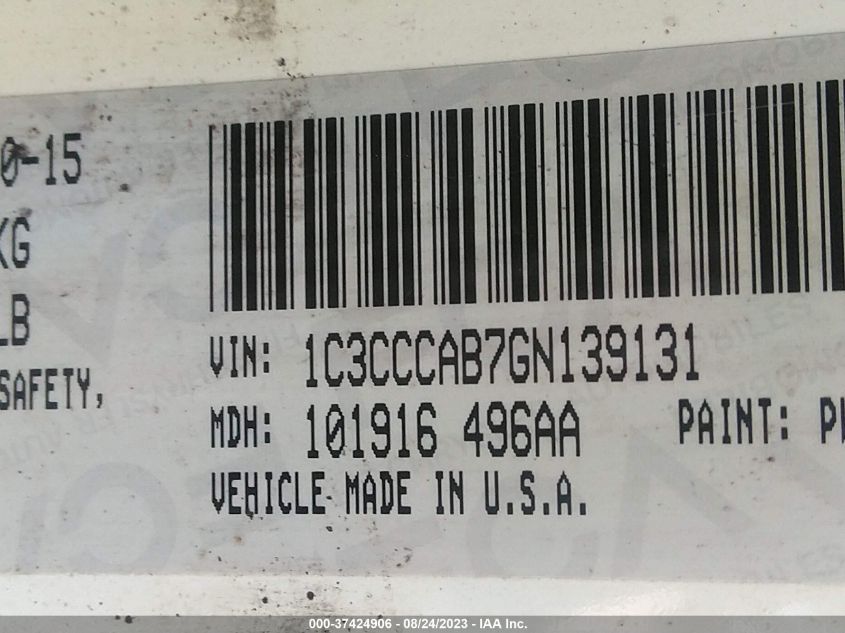 0-15
KG
LB
SAFETY,
VIN: 1C3CCCAB7GN139131
MDH: 101916 496AA
PAINT:
VEHICLE MADE IN U.S.A.
000-37424906 - 08/24/2023 - IAA Inc.